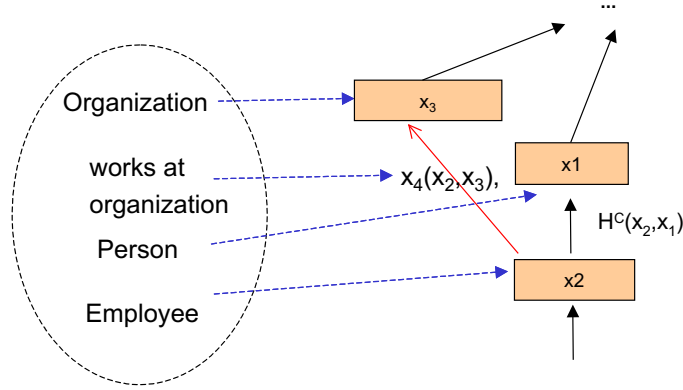 ...
Organization
x₃
works at
organization
x₄(x₂,x₃),
x1
Person
Hᶜ(x₂,x₁)
Employee
x2